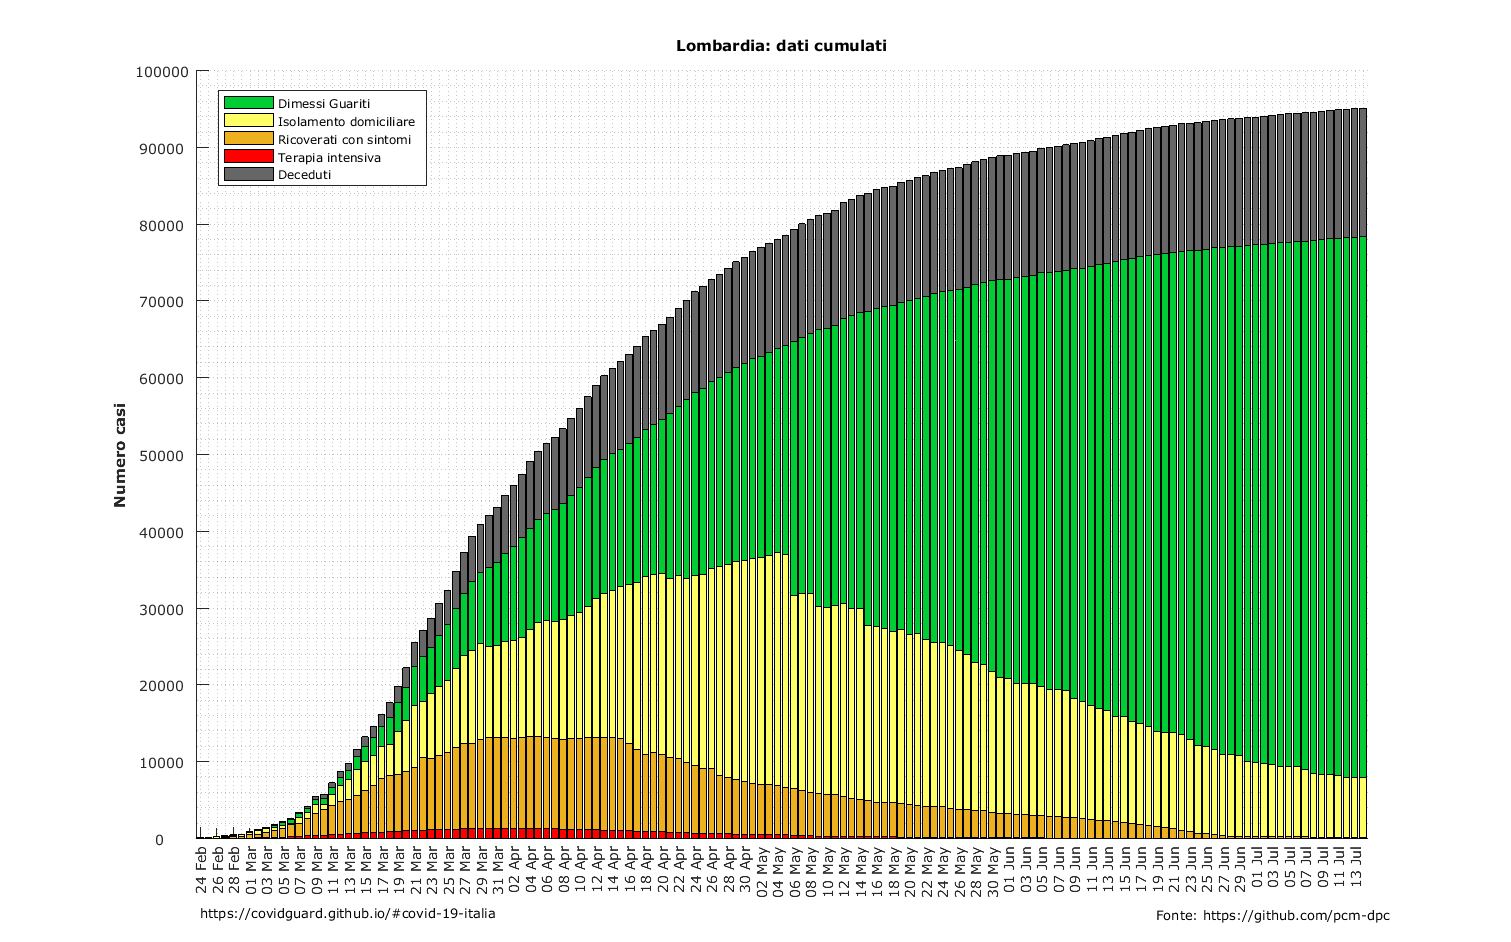 Lombardia: dati cumulati
100000
90000
80000
70000
60000
50000
40000
30000
20000
10000
0
Numero casi
Dimessi Guariti
Isolamento domiciliare
Ricoverati con sintomi
Terapia intensiva
Deceduti
24 Feb
26 Feb
28 Feb
01 Mar
03 Mar
05 Mar
07 Mar
09 Mar
11 Mar
13 Mar
15 Mar
17 Mar
19 Mar
21 Mar
23 Mar
25 Mar
27 Mar
29 Mar
31 Mar
02 Apr
04 Apr
06 Apr
08 Apr
10 Apr
12 Apr
14 Apr
16 Apr
18 Apr
20 Apr
22 Apr
24 Apr
26 Apr
28 Apr
30 Apr
02 May
04 May
06 May
08 May
10 May
12 May
14 May
16 May
18 May
20 May
22 May
24 May
26 May
28 May
30 May
01 Jun
03 Jun
05 Jun
07 Jun
09 Jun
11 Jun
13 Jun
15 Jun
17 Jun
19 Jun
21 Jun
23 Jun
25 Jun
27 Jun
29 Jun
01 Jul
03 Jul
05 Jul
07 Jul
09 Jul
11 Jul
13 Jul
https://covidguard.github.io/#covid-19-italia
Fonte: https://github.com/pcm-dpc